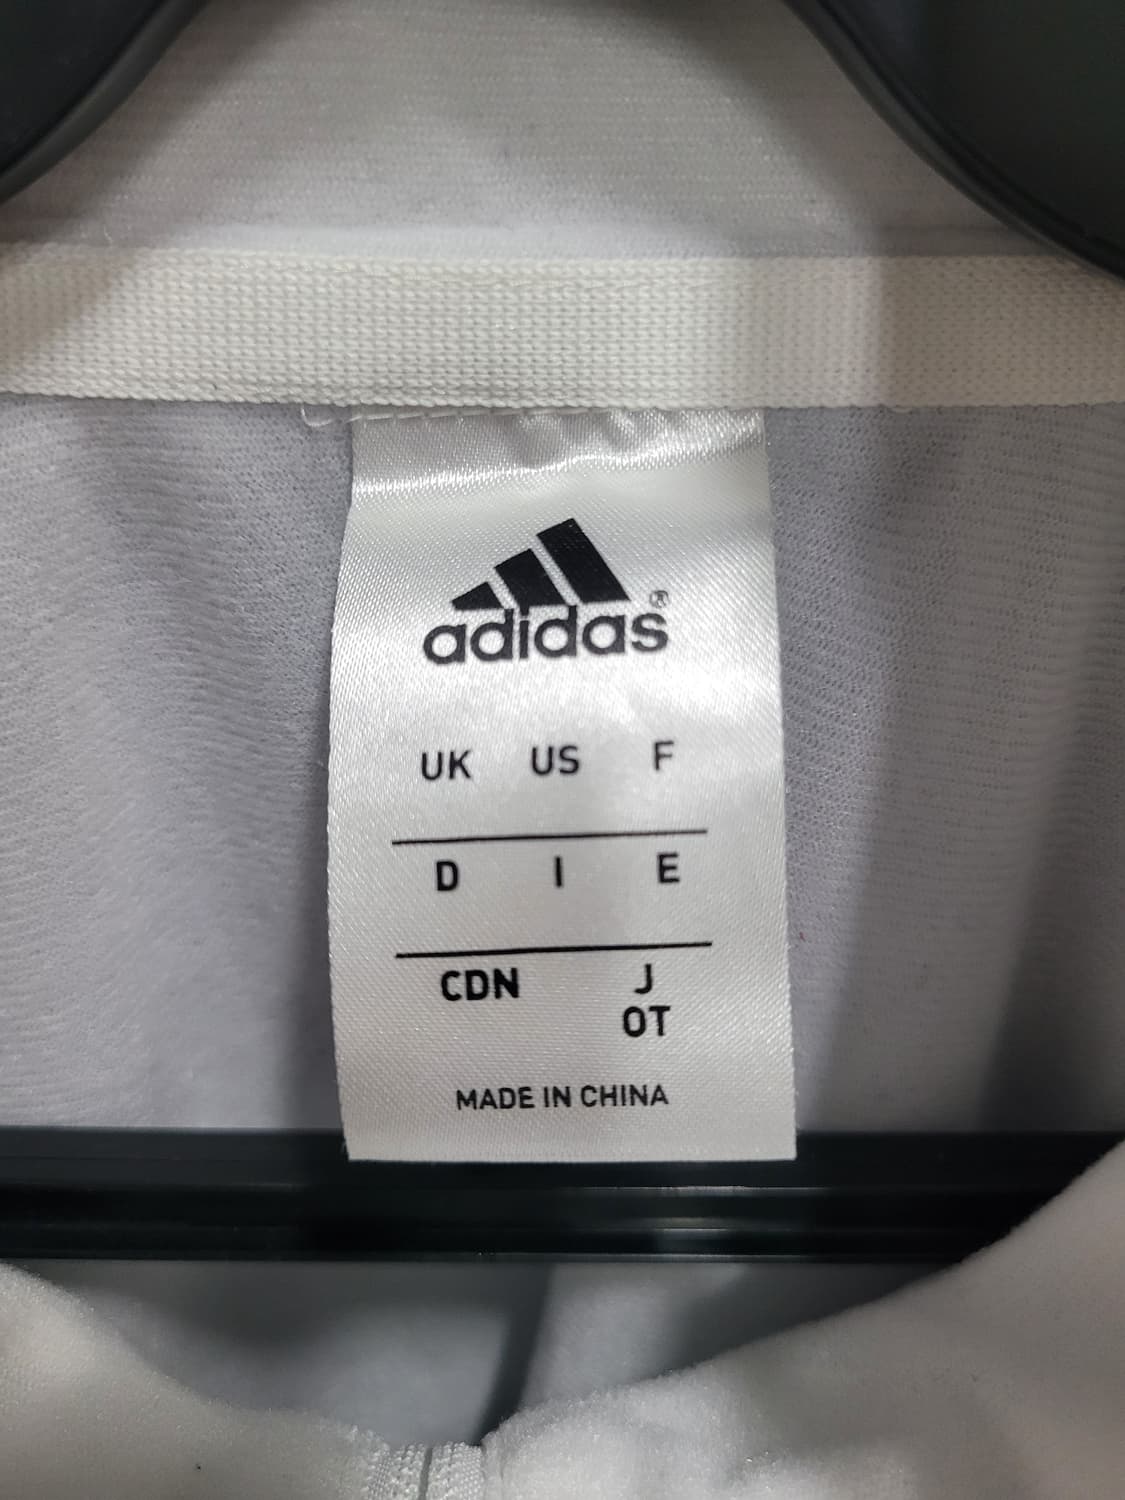 adidas®
UK US F
D I E
CDN J
OT
MADE IN CHINA